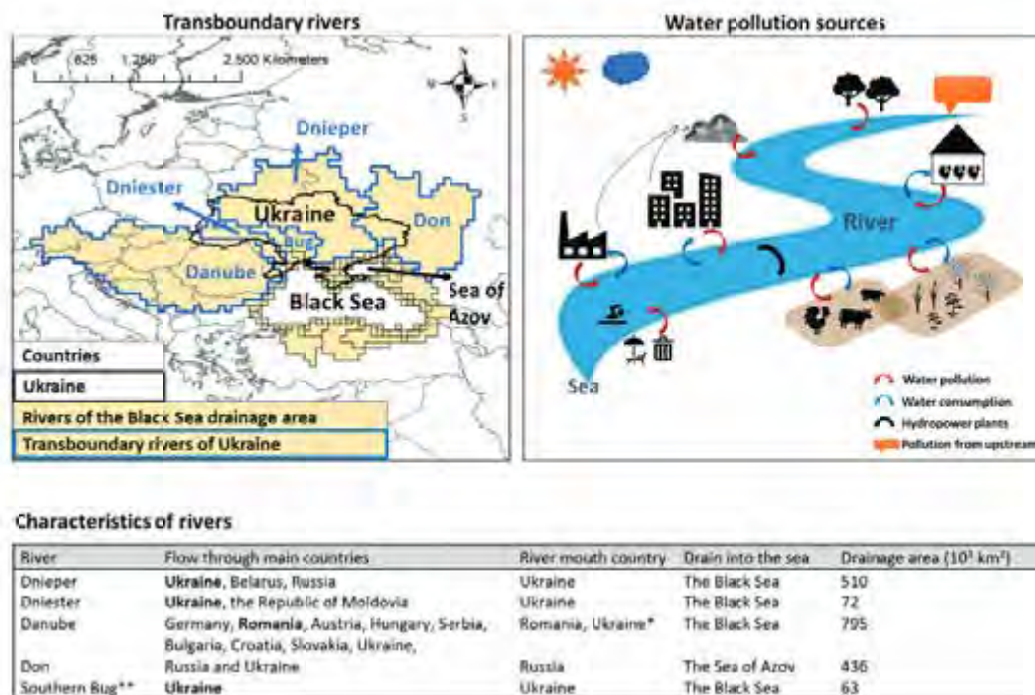 Transboundary rivers
Water pollution sources
0 625 1,250 2,500 Kilometers
N
W E
S
Dnieper
Dniester
Ukraine
Don
Bug
Danube
Black Sea
Sea of
Azov
Countries
Ukraine
Rivers of the Black Sea drainage area
Transboundary rivers of Ukraine
River
Sea
Water pollution
Water consumption
Hydropower plants
Pollution from upstream
Characteristics of rivers
River Flow through main countries River mouth country Drain into the sea Drainage area (10³ km²)
Dnieper Ukraine, Belarus, Russia Ukraine The Black Sea 510
Dniester Ukraine, the Republic of Moldovia Ukraine The Black Sea 72
Danube Germany, Romania, Austria, Hungary, Serbia, Romania, Ukraine* The Black Sea 795
Bulgaria, Croatia, Slovakia, Ukraine,
Don Russia and Ukraine Russia The Sea of Azov 436
Southern Bug** Ukraine Ukraine The Black Sea 63